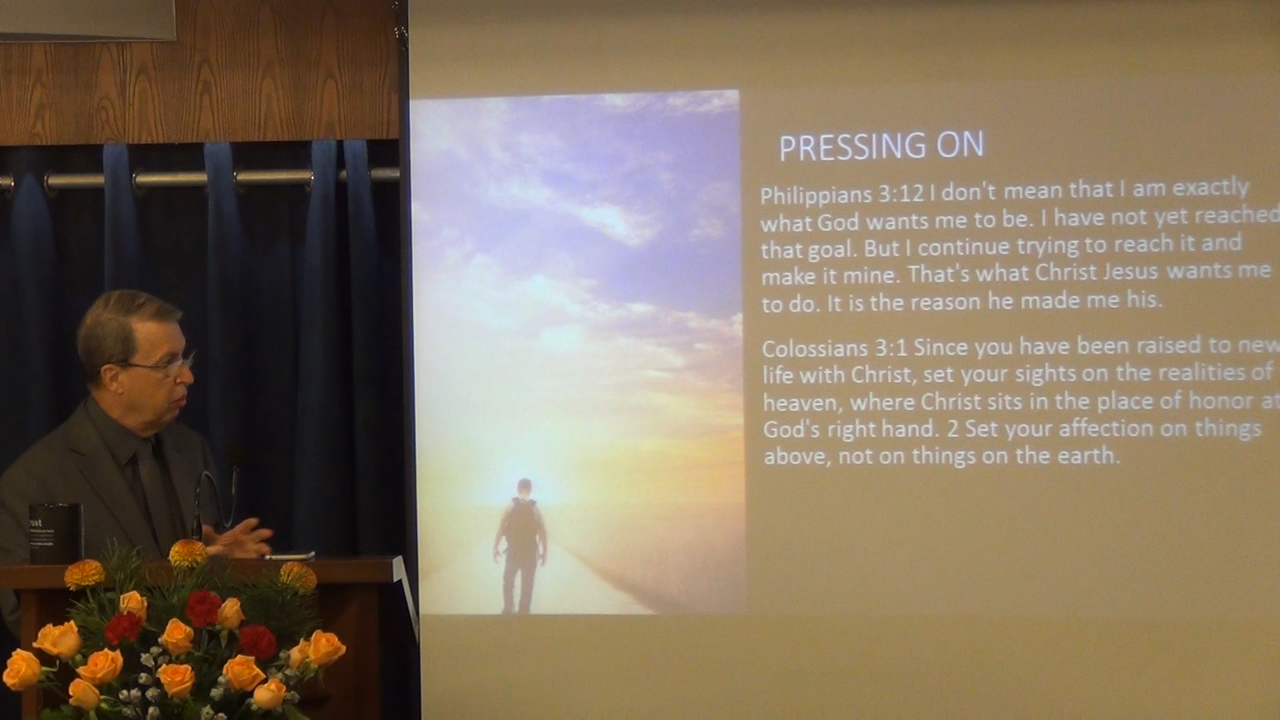 PRESSING ON
Philippians 3:12 I don't mean that I am exactly
what God wants me to be. I have not yet reached
that goal. But I continue trying to reach it and
make it mine. That's what Christ Jesus wants me
to do. It is the reason he made me his.
Colossians 3:1 Since you have been raised to new
life with Christ, set your sights on the realities of
heaven, where Christ sits in the place of honor at
God's right hand. 2 Set your affection on things
above, not on things on the earth.